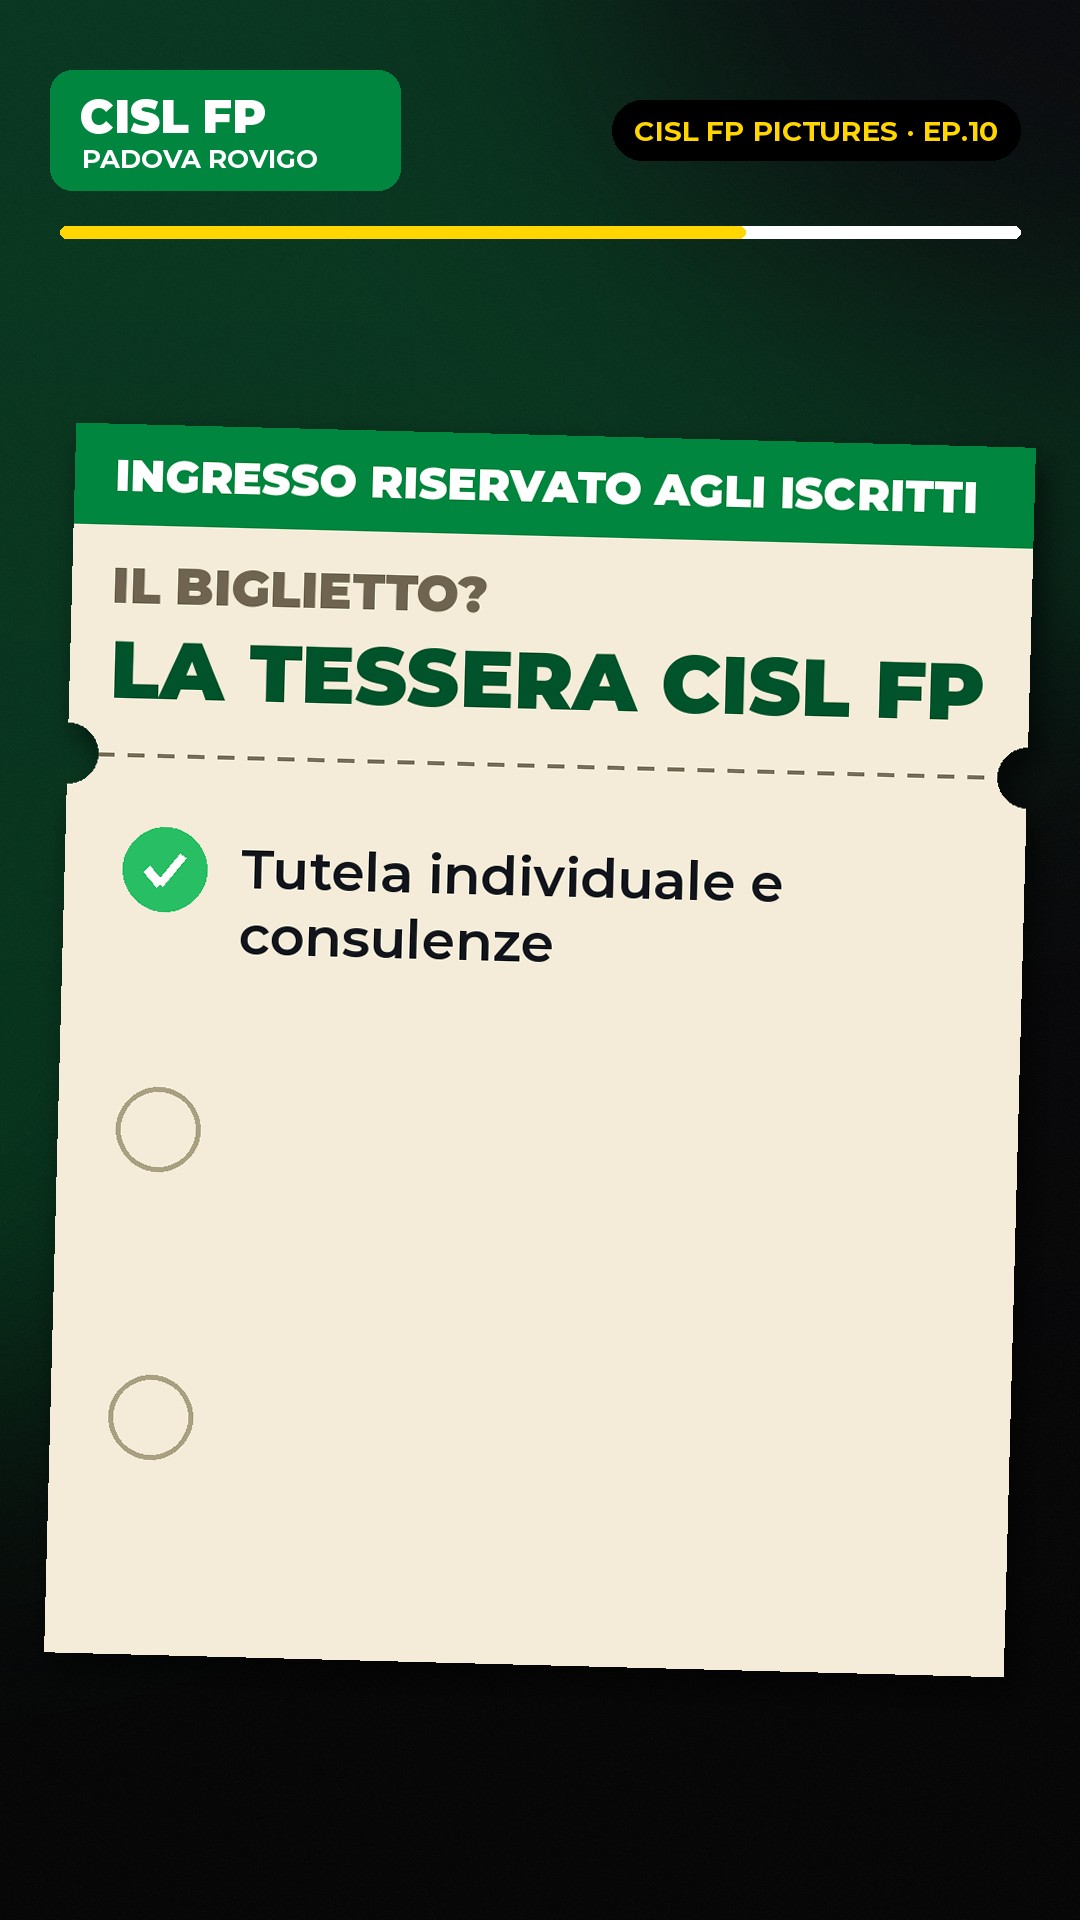 CISL FP
PADOVA ROVIGO
CISL FP PICTURES · EP.10
INGRESSO RISERVATO AGLI ISCRITTI
IL BIGLIETTO?
LA TESSERA CISL FP
Tutela individuale e
consulenze